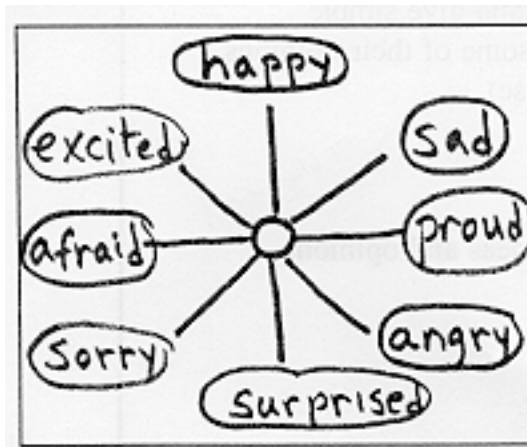 happy
excited
sad
afraid
proud
sorry
angry
surprised